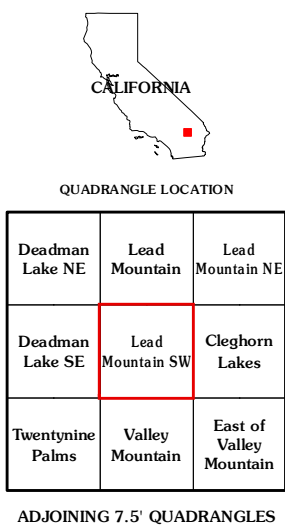 CALIFORNIA
QUADRANGLE LOCATION
Deadman
Lake NE
Lead
Mountain
Lead
Mountain NE
Deadman
Lake SE
Lead
Mountain SW
Cleghorn
Lakes
Twentynine
Palms
Valley
Mountain
East of
Valley
Mountain
ADJOINING 7.5' QUADRANGLES